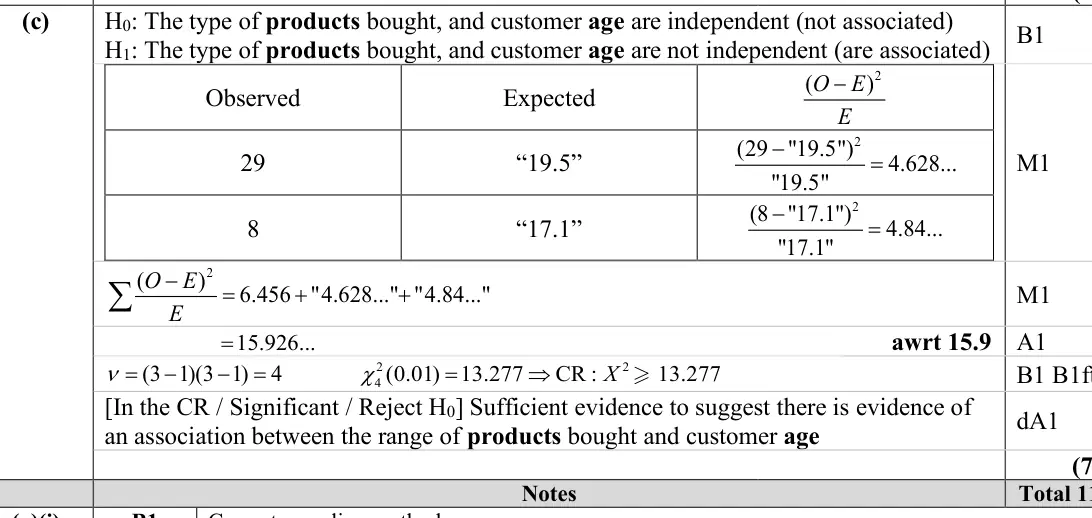 (c) H₀: The type of products bought, and customer age are independent (not associated) B1
H₁: The type of products bought, and customer age are not independent (are associated)
Observed Expected (O − E)²/E
29 “19.5” (29 − "19.5")²/"19.5" = 4.628... M1
8 “17.1” (8 − "17.1")²/"17.1" = 4.84...
∑ (O − E)²/E = 6.456 + "4.628..."+ "4.84..." M1
= 15.926... awrt 15.9 A1
ν = (3 − 1)(3 − 1) = 4 χ₄²(0.01) = 13.277 ⇒ CR : X² ⩾ 13.277 B1 B1ft
[In the CR / Significant / Reject H₀] Sufficient evidence to suggest there is evidence of dA1
an association between the range of products bought and customer age
(7
Notes Total 11